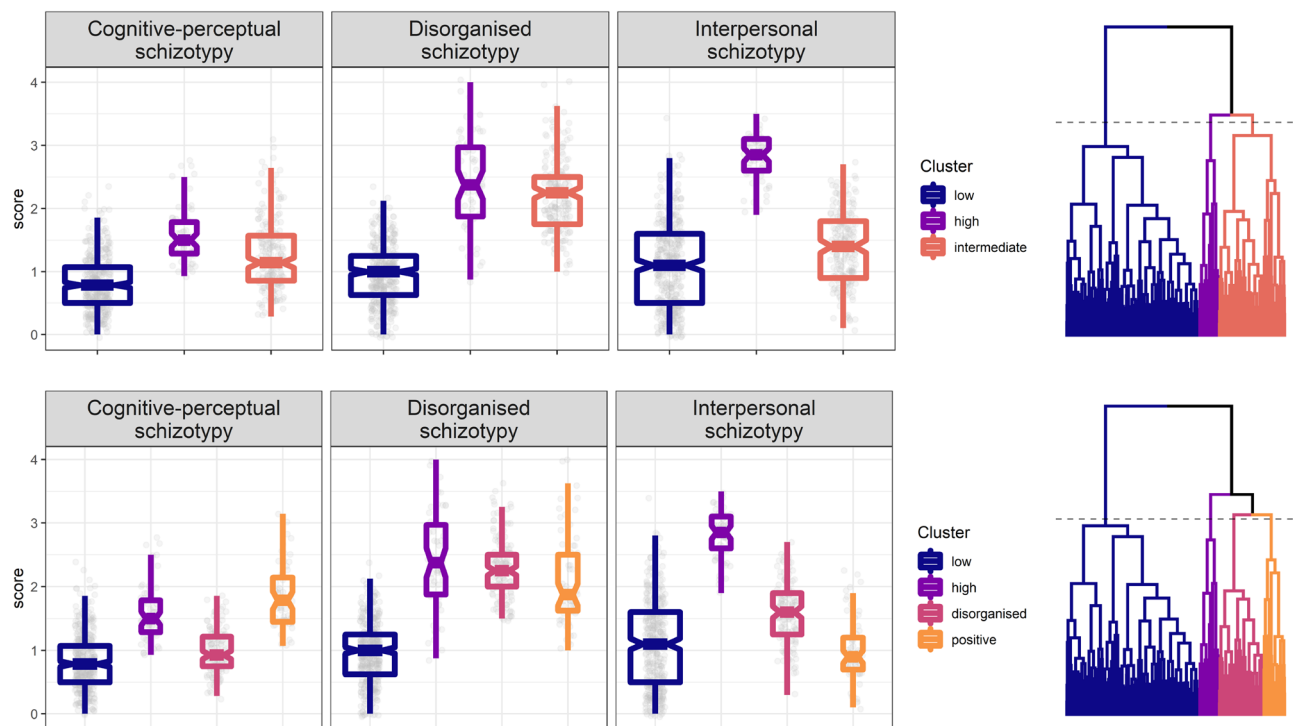 Cognitive-perceptual
schizotypy
Disorganised
schizotypy
Interpersonal
schizotypy
4
3
2
1
0
score
Cluster
low
high
intermediate
Cognitive-perceptual
schizotypy
Disorganised
schizotypy
Interpersonal
schizotypy
4
3
2
1
0
score
Cluster
low
high
disorganised
positive